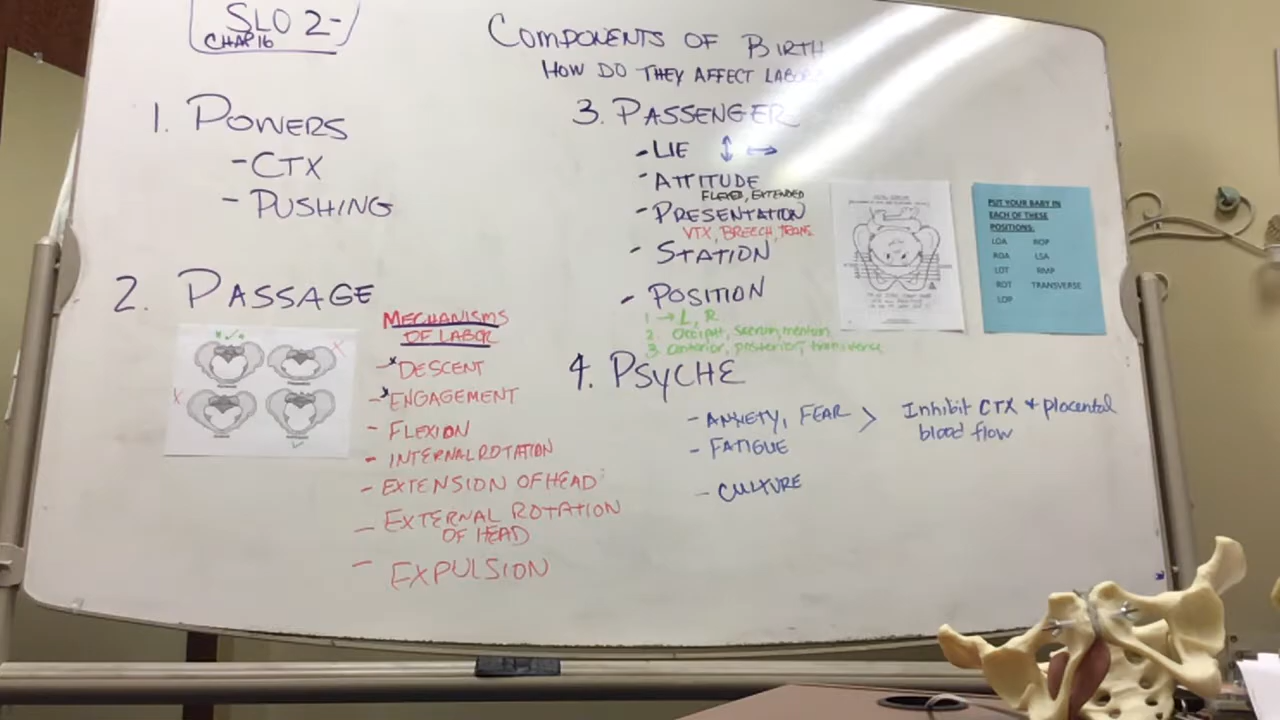 SLO 2-
CHAP 16
COMPONENTS OF BIRTH
HOW DO THEY AFFECT LABOR
1. POWERS
- CTX
- PUSHING
2. PASSAGE
MECHANISMS
OF LABOR
- DESCENT
- ENGAGEMENT
- FLEXION
- INTERNAL ROTATION
- EXTENSION OF HEAD
- EXTERNAL ROTATION
OF HEAD
- EXPULSION
3. PASSENGER
- LIE ↕ ↔
- ATTITUDE
FLEXED, EXTENDED
- PRESENTATION
VTX, BREECH, TRANS.
- STATION
- POSITION
1 → L, R
2. Occiput, sacrum, mentum
3. anterior, posterior, transverse
4. PSYCHE
- ANXIETY, FEAR > Inhibit CTX + placental
blood flow
- FATIGUE
- CULTURE
PUT YOUR BABY IN
EACH OF THESE
POSITIONS:
LOA ROP
ROA LSA
LOT RMP
ROT TRANSVERSE
LOP